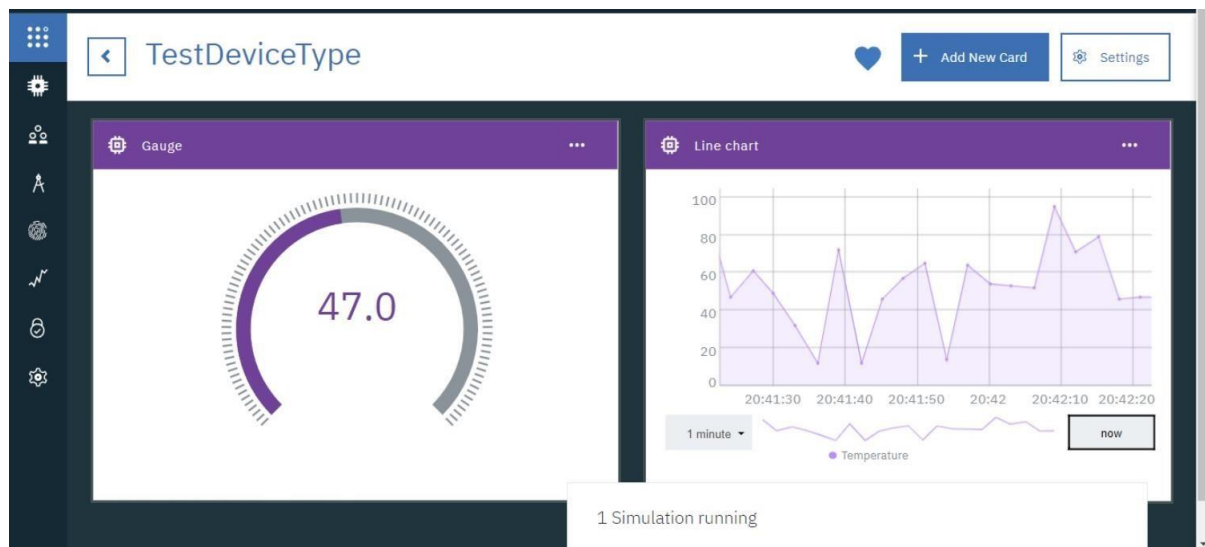 TestDeviceType
+ Add New Card
Settings
Gauge
...
47.0
Line chart
...
100
80
60
40
20
0
20:41:30 20:41:40 20:41:50 20:42 20:42:10 20:42:20
1 minute
now
Temperature
1 Simulation running